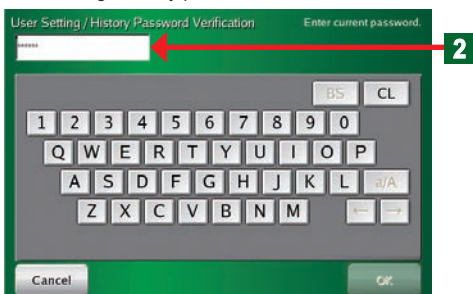 User Setting / History Password Verification Enter current password.
******
2
BS CL
1 2 3 4 5 6 7 8 9 0
Q W E R T Y U I O P
A S D F G H J K L a/A
Z X C V B N M ← →
Cancel OK